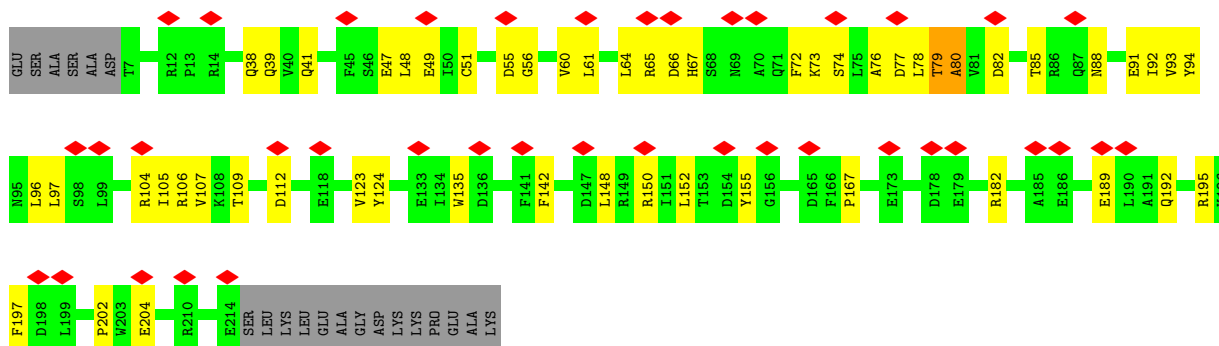 GLU SER ALA SER ALA ASP T7 R12 P13 R14 Q38 Q39 V40 Q41 F45 S46 E47 L48 E49 I50 C51 D55 G56 V60 L61 L64 R65 D66 H67 S68 N69 A70 Q71 F72 K73 S74 L75 A76 D77 L78 T79 A80 V81 D82 T85 R86 Q87 N88 E91 I92 V93 Y94
N95 L96 L97 S98 L99 R104 I105 R106 V107 K108 T109 D112 E118 V123 Y124 E133 I134 W135 D136 F141 F142 D147 L148 R149 R150 I151 L152 T153 D154 Y155 G156 D165 F166 P167 E173 D178 E179 R182 A185 E186 E189 L190 A191 Q192 R195
F197 D198 L199 P202 W203 E204 R210 E214 SER LEU LYS LEU GLU ALA GLY ASP LYS LYS PRO GLU ALA LYS